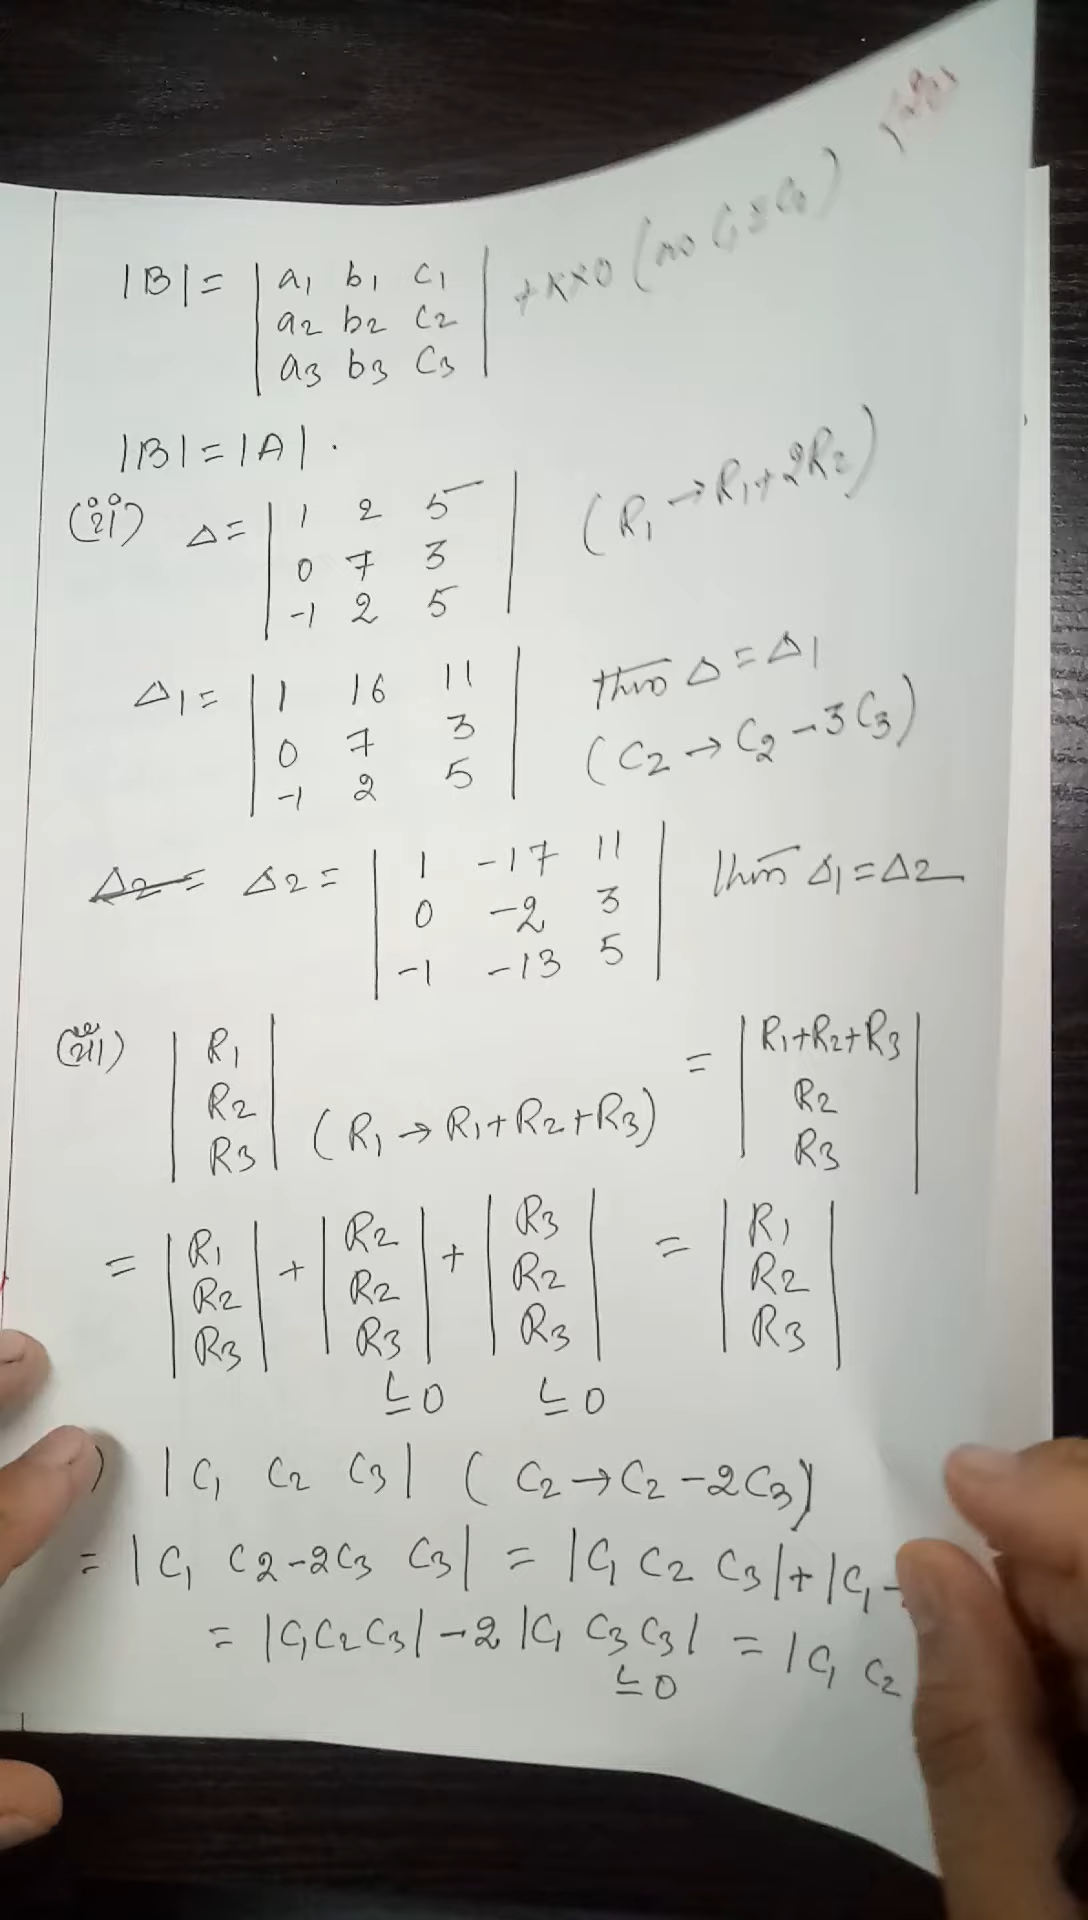 |B| = | a1 b1 c1 | + K×0
| a2 b2 c2 |
| a3 b3 c3 |
|B| = |A| .
(ii) Δ = | 1 2 5 | (R1 → R1 + 2R2)
| 0 7 3 |
| -1 2 5 |
Δ1 = | 1 16 11 | thus Δ = Δ1
| 0 7 3 | (C2 → C2 - 3C3)
| -1 2 5 |
Δ2 = Δ2 = | 1 -17 11 | thus Δ1 = Δ2
| 0 -2 3 |
| -1 -13 5 |
(iii) | R1 | = | R1+R2+R3 |
| R2 | (R1 → R1+R2+R3) | R2 |
| R3 | | R3 |
= | R1 | + | R2 | + | R3 | = | R1 |
| R2 | | R2 | | R2 | | R2 |
| R3 | | R3 | | R3 | | R3 |
↳0 ↳0
) |C1 C2 C3| (C2 → C2 - 2C3)
= |C1 C2-2C3 C3| = |C1 C2 C3| + |C1 -
= |C1 C2 C3| - 2 |C1 C3 C3| = |C1 C2
↳0